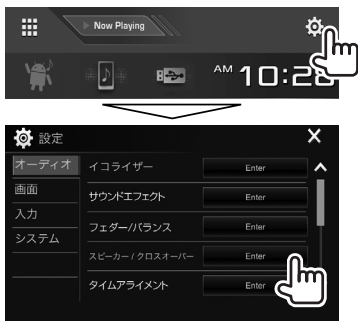 Now Playing
AM 10:28
設定
オーディオ
イコライザー
Enter
画面
サウンドエフェクト
Enter
入力
フェダー/バランス
Enter
システム
スピーカー / クロスオーバー
Enter
タイムアライメント
Enter